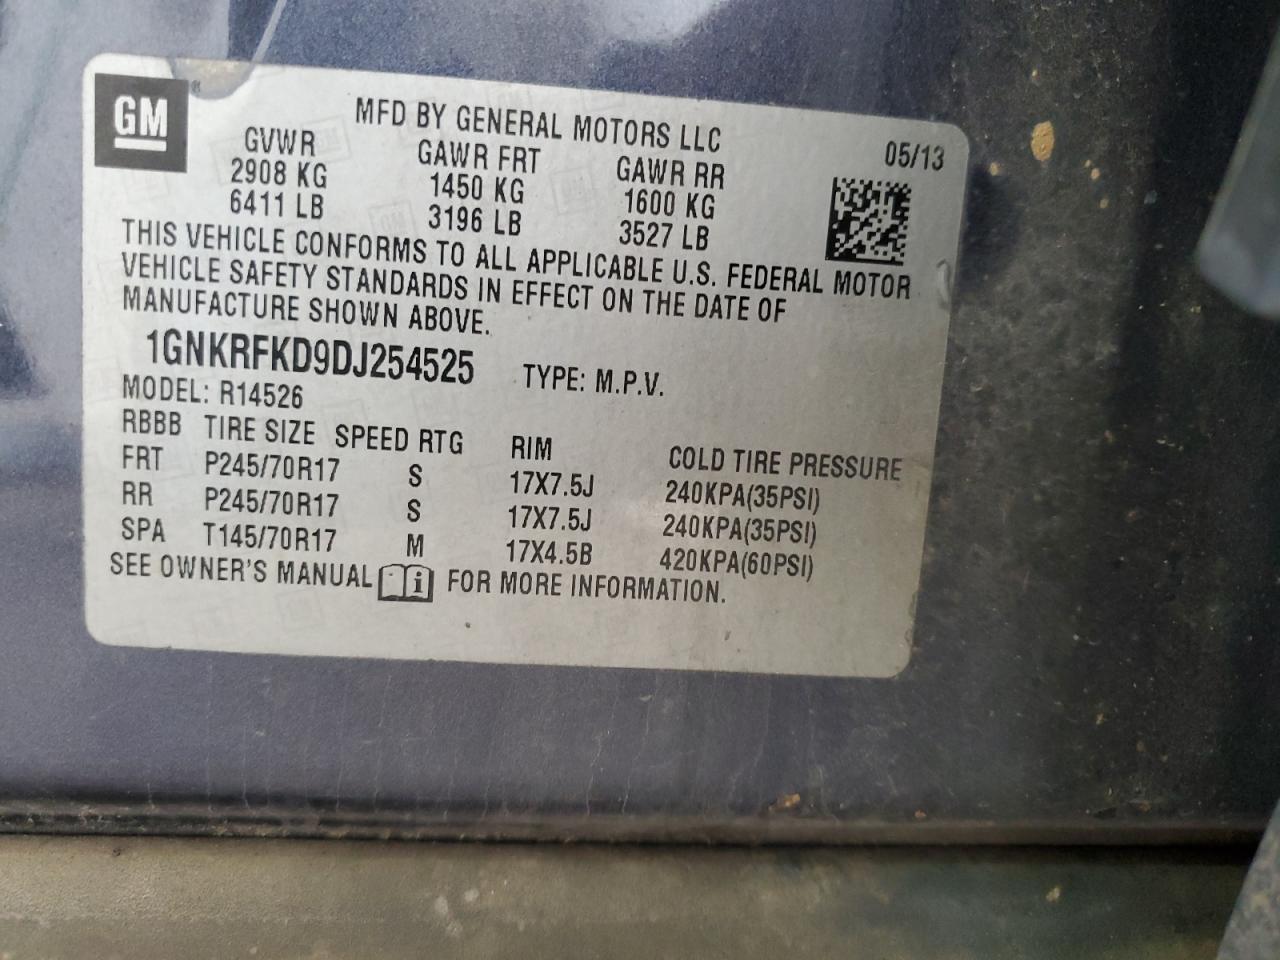 GM
MFD BY GENERAL MOTORS LLC
05/13
GVWR GAWR FRT GAWR RR
2908 KG 1450 KG 1600 KG
6411 LB 3196 LB 3527 LB
THIS VEHICLE CONFORMS TO ALL APPLICABLE U.S. FEDERAL MOTOR
VEHICLE SAFETY STANDARDS IN EFFECT ON THE DATE OF
MANUFACTURE SHOWN ABOVE.
1GNKRFKD9DJ254525 TYPE: M.P.V.
MODEL: R14526
RBBB TIRE SIZE SPEED RTG RIM COLD TIRE PRESSURE
FRT P245/70R17 S 17X7.5J 240KPA(35PSI)
RR P245/70R17 S 17X7.5J 240KPA(35PSI)
SPA T145/70R17 M 17X4.5B 420KPA(60PSI)
SEE OWNER'S MANUAL i FOR MORE INFORMATION.